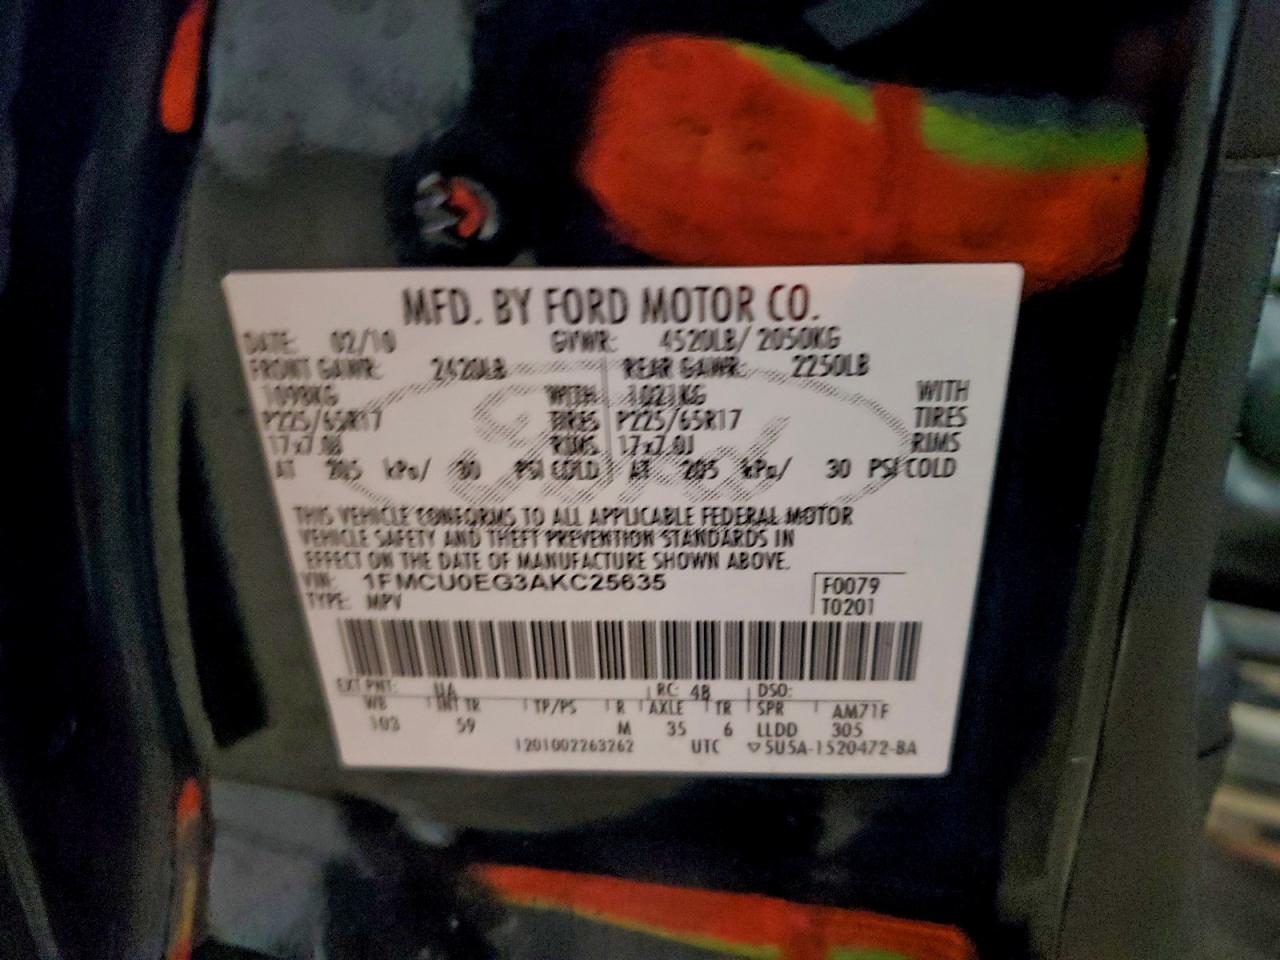 MFD. BY FORD MOTOR CO.
DATE: 02/10 GVWR: 4520LB/ 2050KG
FRONT GAWR: 2420LB REAR GAWR: 2250LB
1098KG WITH 1021KG WITH
P225/65R17 TIRES P225/65R17 TIRES
17x7.0J RIMS 17x7.0J RIMS
AT 205 kPa/ 30 PSI COLD AT 205 kPa/ 30 PSI COLD
THIS VEHICLE CONFORMS TO ALL APPLICABLE FEDERAL MOTOR
VEHICLE SAFETY AND THEFT PREVENTION STANDARDS IN
EFFECT ON THE DATE OF MANUFACTURE SHOWN ABOVE.
VIN: 1FMCU0EG3AKC25635 F0079
TYPE: MPV T0201
EXT PNT: UA RC: 48 DSO:
WB INT TR TP/PS R AXLE TR SPR AM71F
103 59 M 35 6 LLDD 305
1201002263262 UTC ▽5U5A-1520472-BA